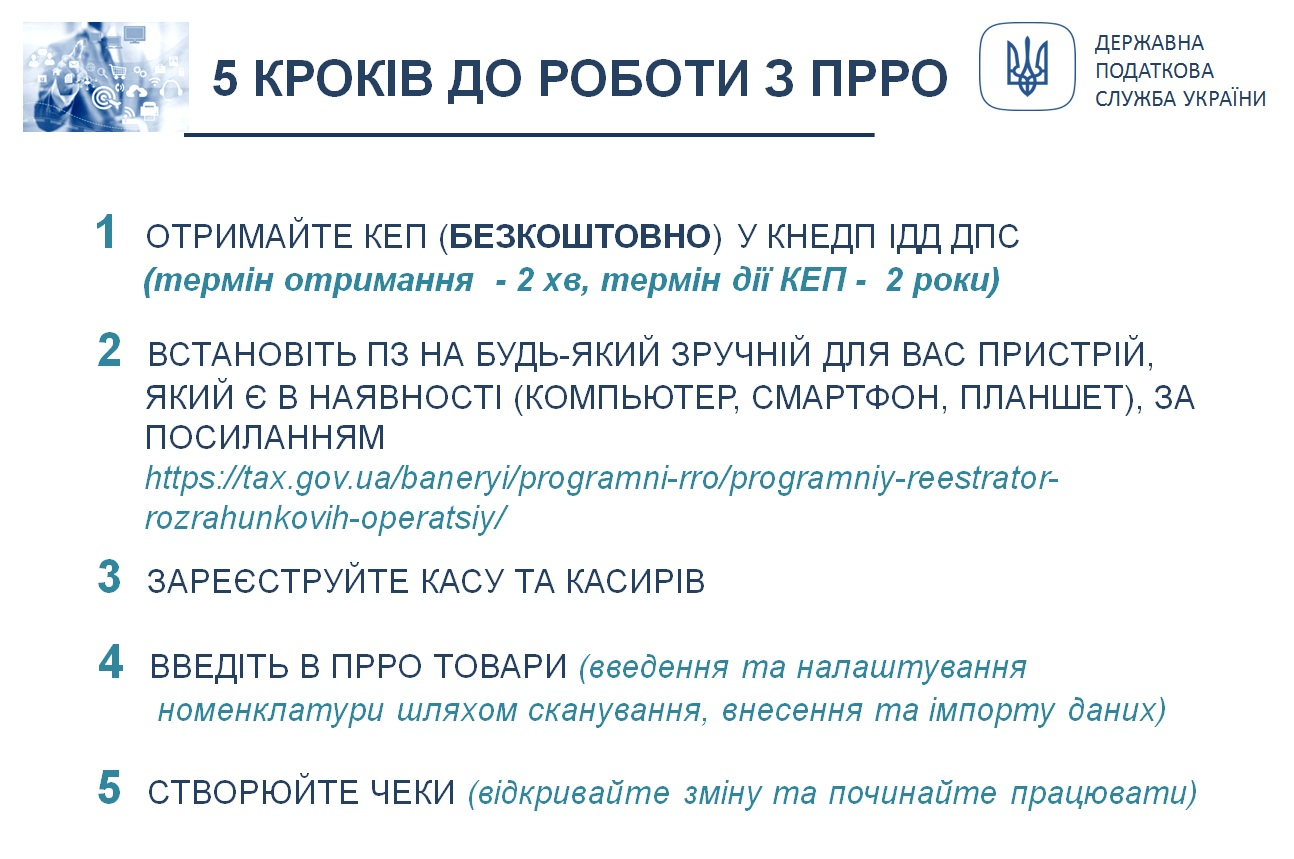 5 КРОКІВ ДО РОБОТИ З ПРРО
ДЕРЖАВНА
ПОДАТКОВА
СЛУЖБА УКРАЇНИ
1 ОТРИМАЙТЕ КЕП (БЕЗКОШТОВНО) У КНЕДП ІДД ДПС
(термін отримання - 2 хв, термін дії КЕП - 2 роки)
2 ВСТАНОВІТЬ ПЗ НА БУДЬ-ЯКИЙ ЗРУЧНІЙ ДЛЯ ВАС ПРИСТРІЙ,
ЯКИЙ Є В НАЯВНОСТІ (КОМПЬЮТЕР, СМАРТФОН, ПЛАНШЕТ), ЗА
ПОСИЛАННЯМ
https://tax.gov.ua/baneryi/programni-rro/programniy-reestrator-
rozrahunkovih-operatsiy/
3 ЗАРЕЄСТРУЙТЕ КАСУ ТА КАСИРІВ
4 ВВЕДІТЬ В ПРРО ТОВАРИ (введення та налаштування
номенклатури шляхом сканування, внесення та імпорту даних)
5 СТВОРЮЙТЕ ЧЕКИ (відкривайте зміну та починайте працювати)